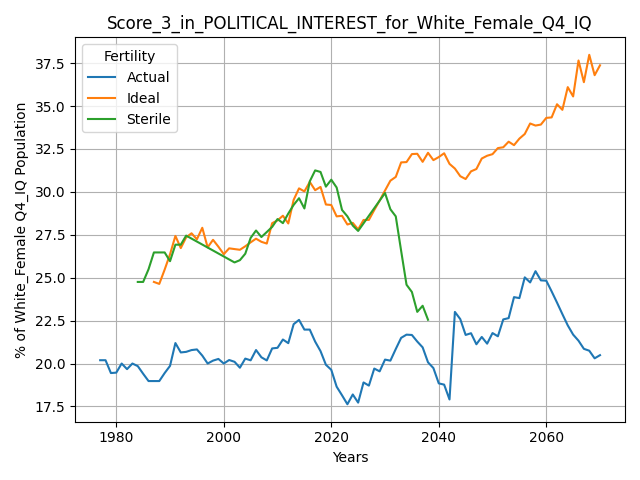 Score_3_in_POLITICAL_INTEREST_for_White_Female_Q4_IQ
Fertility
Actual
Ideal
Sterile
% of White_Female Q4_IQ Population
37.5
35.0
32.5
30.0
27.5
25.0
22.5
20.0
17.5
1980
2000
2020
2040
2060
Years